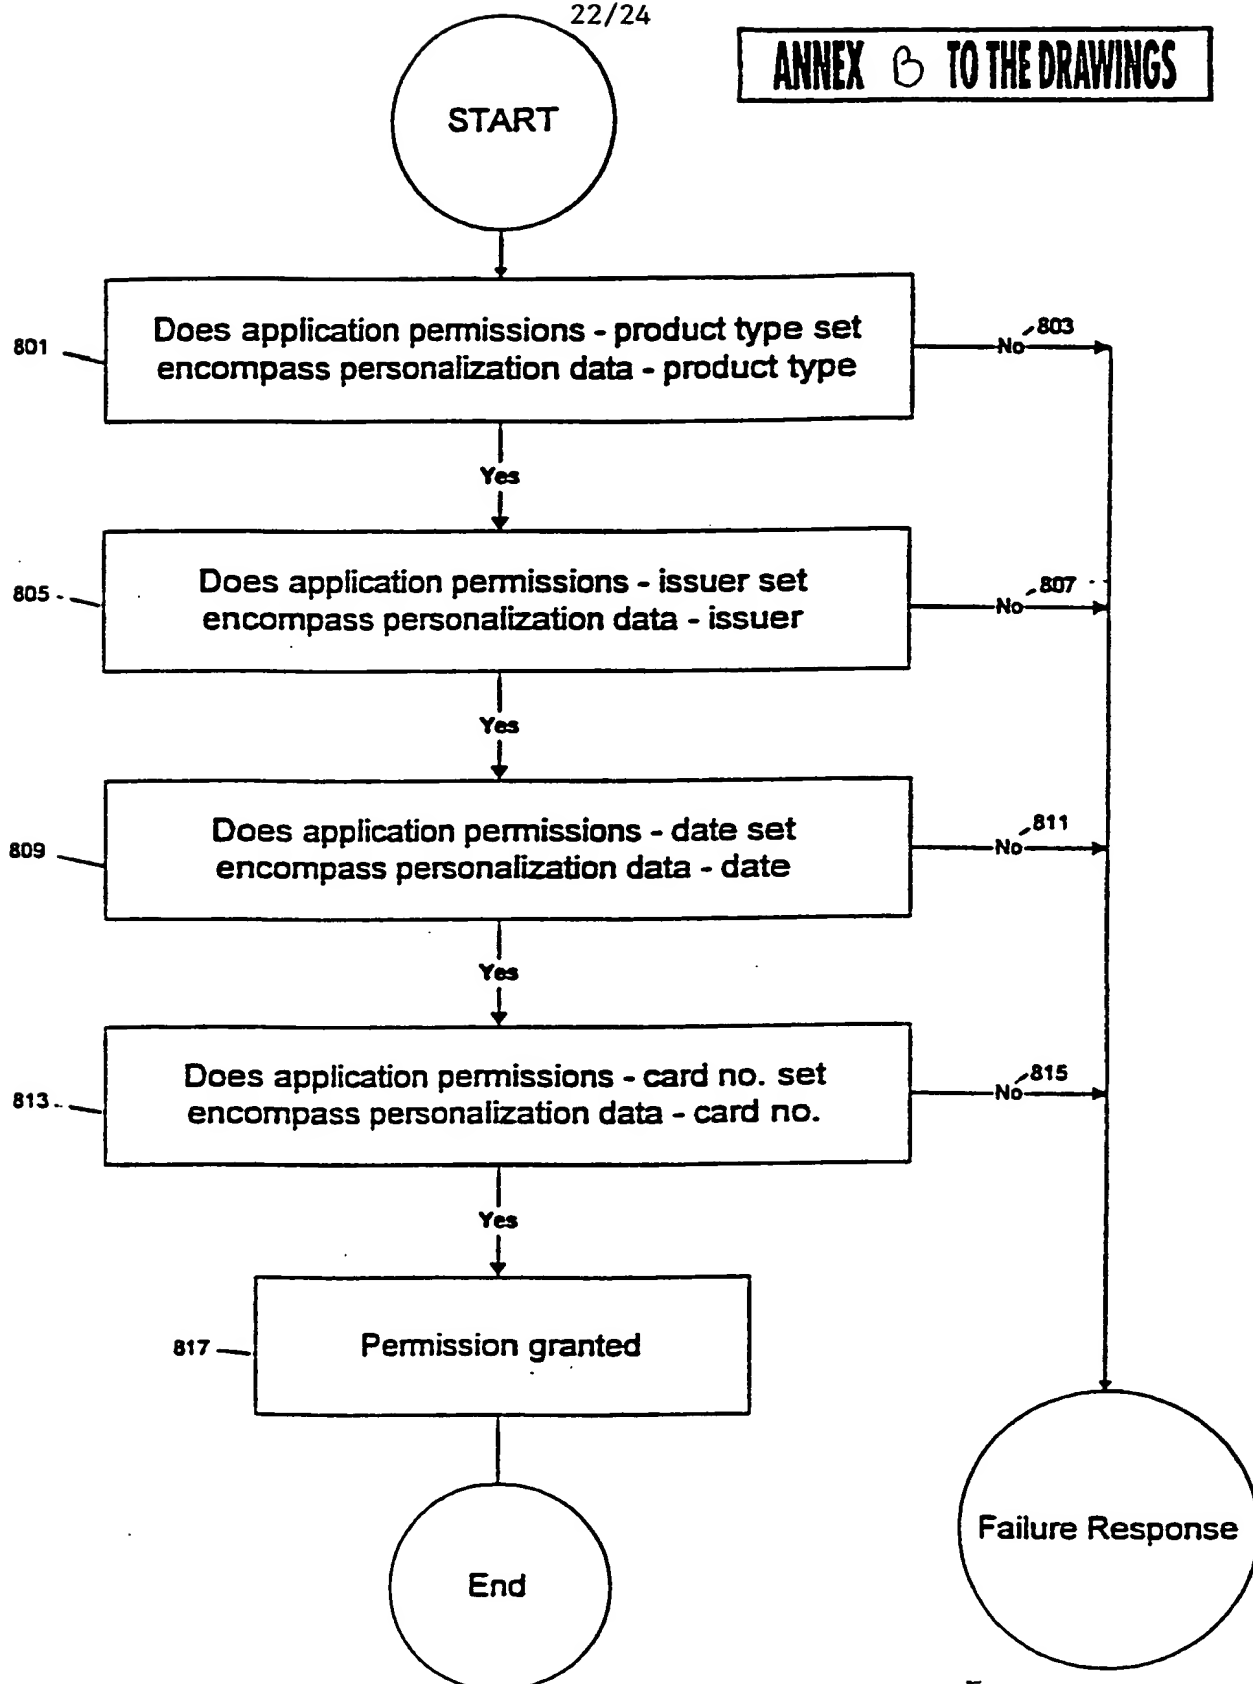 22/24
ANNEX B TO THE DRAWINGS
START
801
Does application permissions - product type set
encompass personalization data - product type
No
803
Yes
805
Does application permissions - issuer set
encompass personalization data - issuer
No
807
Yes
809
Does application permissions - date set
encompass personalization data - date
No
811
Yes
813
Does application permissions - card no. set
encompass personalization data - card no.
No
815
Yes
817
Permission granted
Failure Response
End